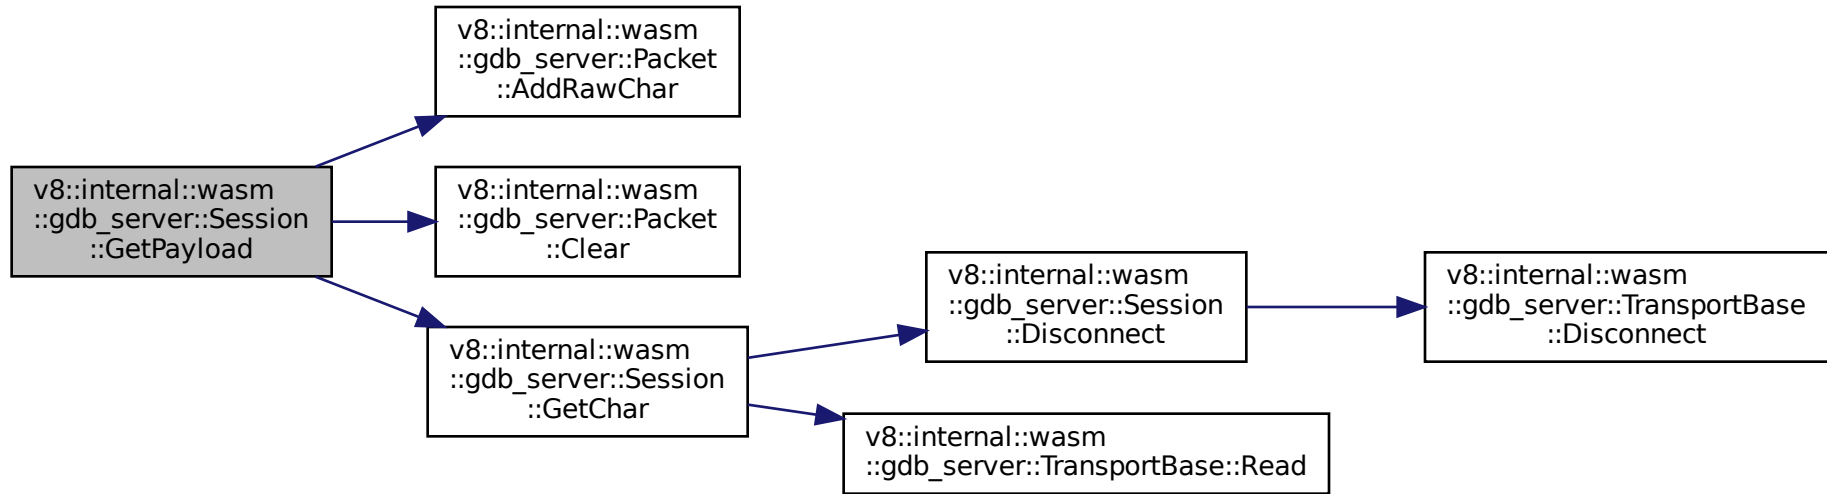 v8::internal::wasm
::gdb_server::Packet
::AddRawChar
v8::internal::wasm
::gdb_server::Session
::GetPayload
v8::internal::wasm
::gdb_server::Packet
::Clear
v8::internal::wasm
::gdb_server::Session
::GetChar
v8::internal::wasm
::gdb_server::Session
::Disconnect
v8::internal::wasm
::gdb_server::TransportBase
::Disconnect
v8::internal::wasm
::gdb_server::TransportBase::Read